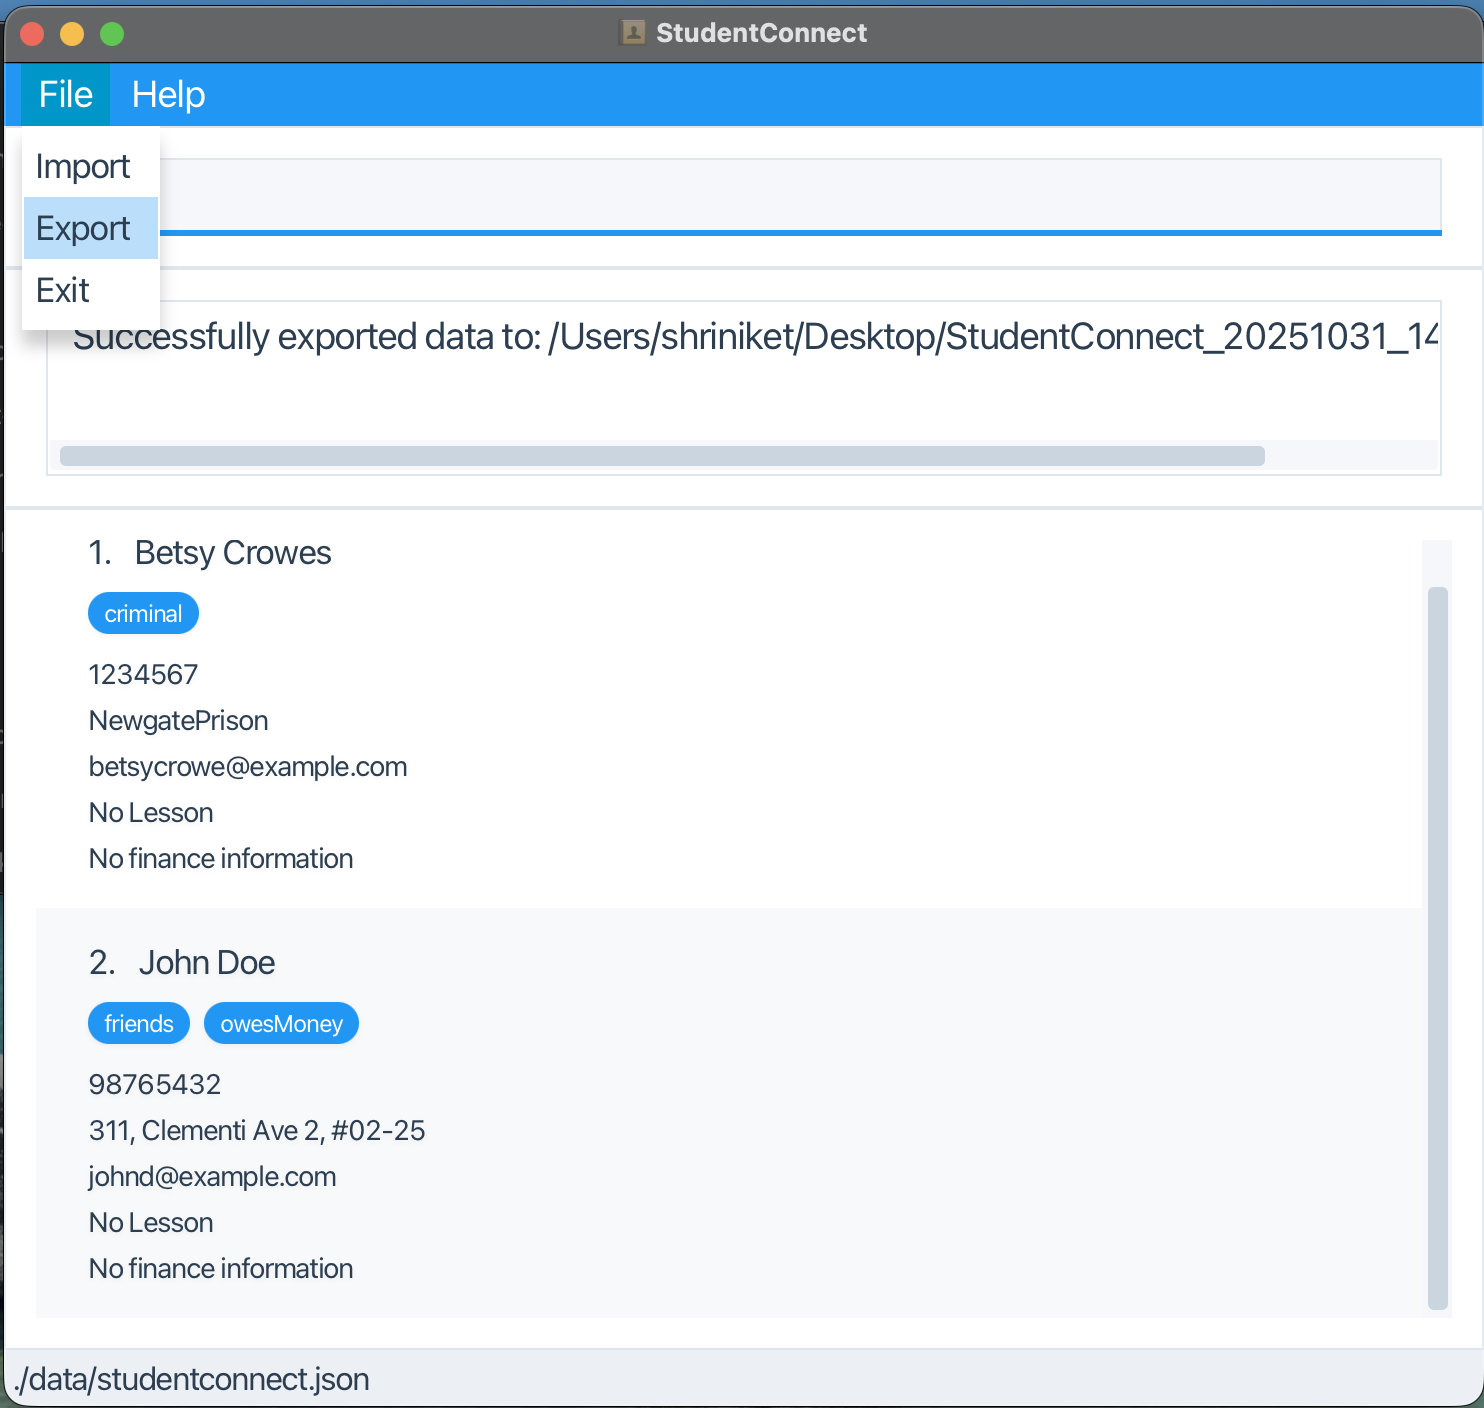 StudentConnect
File Help
Import
Export
Exit
Successfully exported data to: /Users/shriniket/Desktop/StudentConnect_20251031_14
1. Betsy Crowes
criminal
1234567
NewgatePrison
betsycrowe@example.com
No Lesson
No finance information
2. John Doe
friends owesMoney
98765432
311, Clementi Ave 2, #02-25
johnd@example.com
No Lesson
No finance information
./data/studentconnect.json